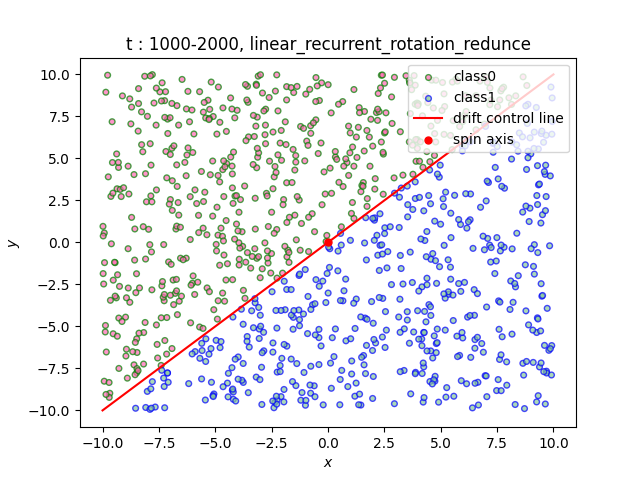 t : 1000-2000, linear_recurrent_rotation_redunce
class0
class1
drift control line
spin axis
10.0
7.5
5.0
2.5
0.0
−2.5
−5.0
−7.5
−10.0
y
−10.0 −7.5 −5.0 −2.5 0.0 2.5 5.0 7.5 10.0
x